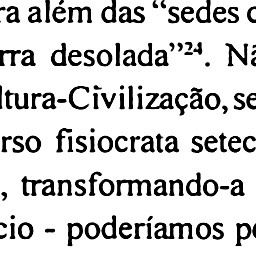 ra além das “sedes
rra desolada”²⁴. Nã
ltura-Civilização, se
rso fisiocrata setec
, transformando-a
cio - poderíamos p